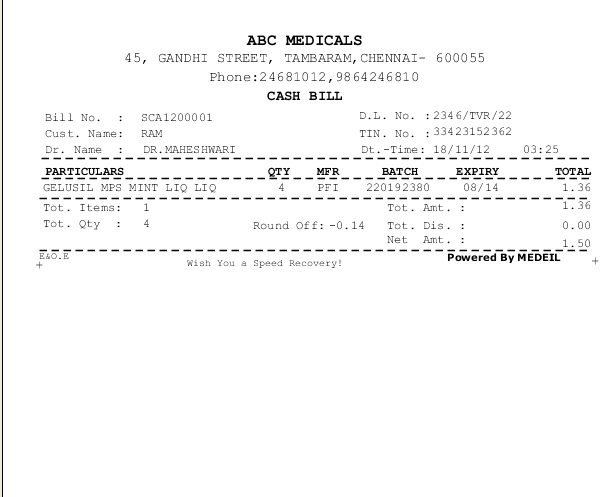 ABC MEDICALS
45, GANDHI STREET, TAMBARAM,CHENNAI- 600055
Phone:24681012,9864246810
CASH BILL
Bill No. : SCA1200001 D.L. No. :2346/TVR/22
Cust. Name: RAM TIN. No. :33423152362
Dr. Name : DR.MAHESHWARI Dt.-Time: 18/11/12 03:25
PARTICULARS QTY MFR BATCH EXPIRY TOTAL
GELUSIL MPS MINT LIQ LIQ 4 PFI 220192380 08/14 1.36
Tot. Items: 1 Tot. Amt. : 1.36
Tot. Qty : 4 Round Off: -0.14 Tot. Dis. : 0.00
Net Amt. : 1.50
E&O.E Powered By MEDEIL
+ Wish You a Speed Recovery! +